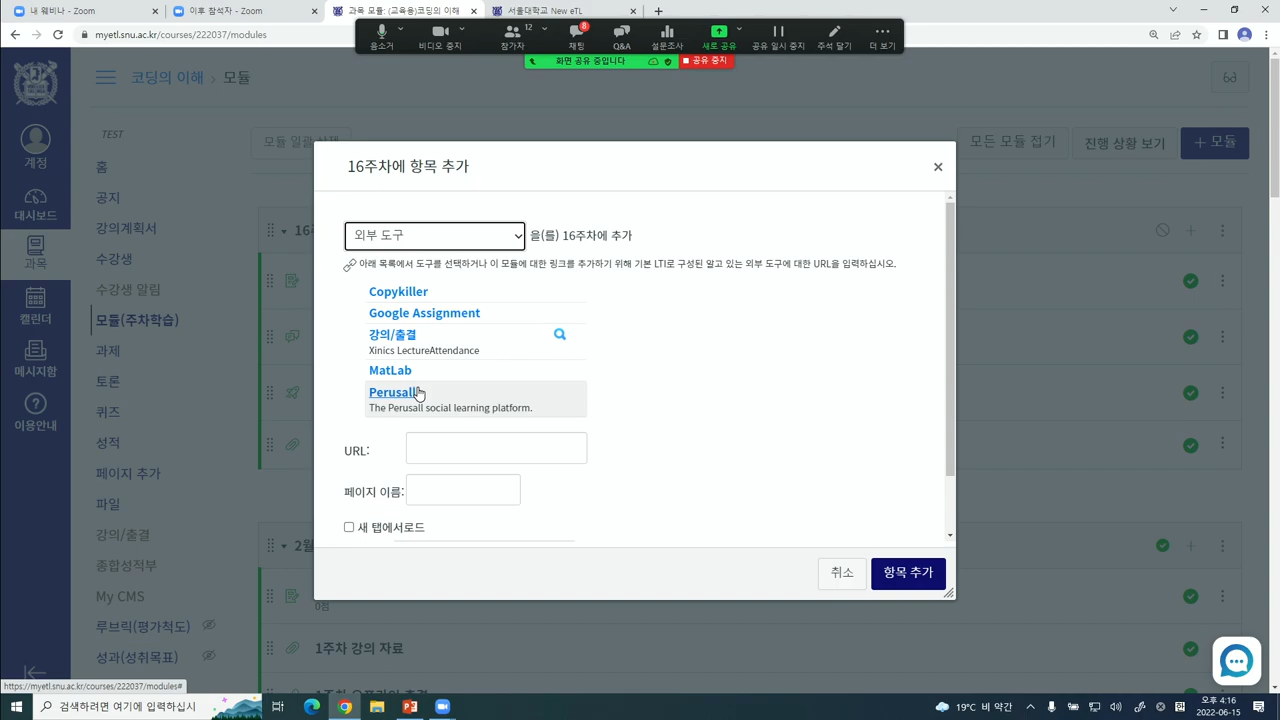 내 웨비나 - Zoom
이후 참석자 - Zoom
과목 모듈: (교육용)코딩의 이해
서울대학교 New eTL
myetl.snu.ac.kr/courses/222037/modules
음소거
비디오 중지
12
참가자
8
채팅
Q&A
설문조사
새로 공유
공유 일시 중지
주석 달기
더 보기
화면 공유 중입니다
공유 중지
코딩의 이해 › 모듈
계정
대시보드
과목
캘린더
메시지함
이용안내
TEST
홈
공지
강의계획서
수강생
수강생 알림
모듈(주차학습)
과제
토론
퀴즈
성적
페이지 추가
파일
강의/출결
종합성적부
My CMS
루브릭(평가척도)
성과(성취목표)
모듈 일괄 삭제
모든 모듈 접기
진행 상황 보기
+ 모듈
16주차에 항목 추가
외부 도구
을(를) 16주차에 추가
아래 목록에서 도구를 선택하거나 이 모듈에 대한 링크를 추가하기 위해 기본 LTI로 구성된 알고 있는 외부 도구에 대한 URL을 입력하십시오.
Copykiller
Google Assignment
강의/출결
Xinics LectureAttendance
MatLab
Perusall
The Perusall social learning platform.
URL:
페이지 이름:
새 탭에서로드
취소
항목 추가
2월
0점
1주차 강의 자료
https://myetl.snu.ac.kr/courses/222037/modules#
검색하려면 여기에 입력하십시
19°C 비 약간
오후 4:16
2022-06-15